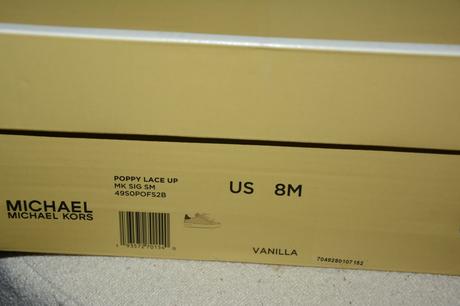 POPPY LACE UP
MK SIG SM
49S0POFS2B
US 8M
MICHAEL
MICHAEL KORS
VANILLA